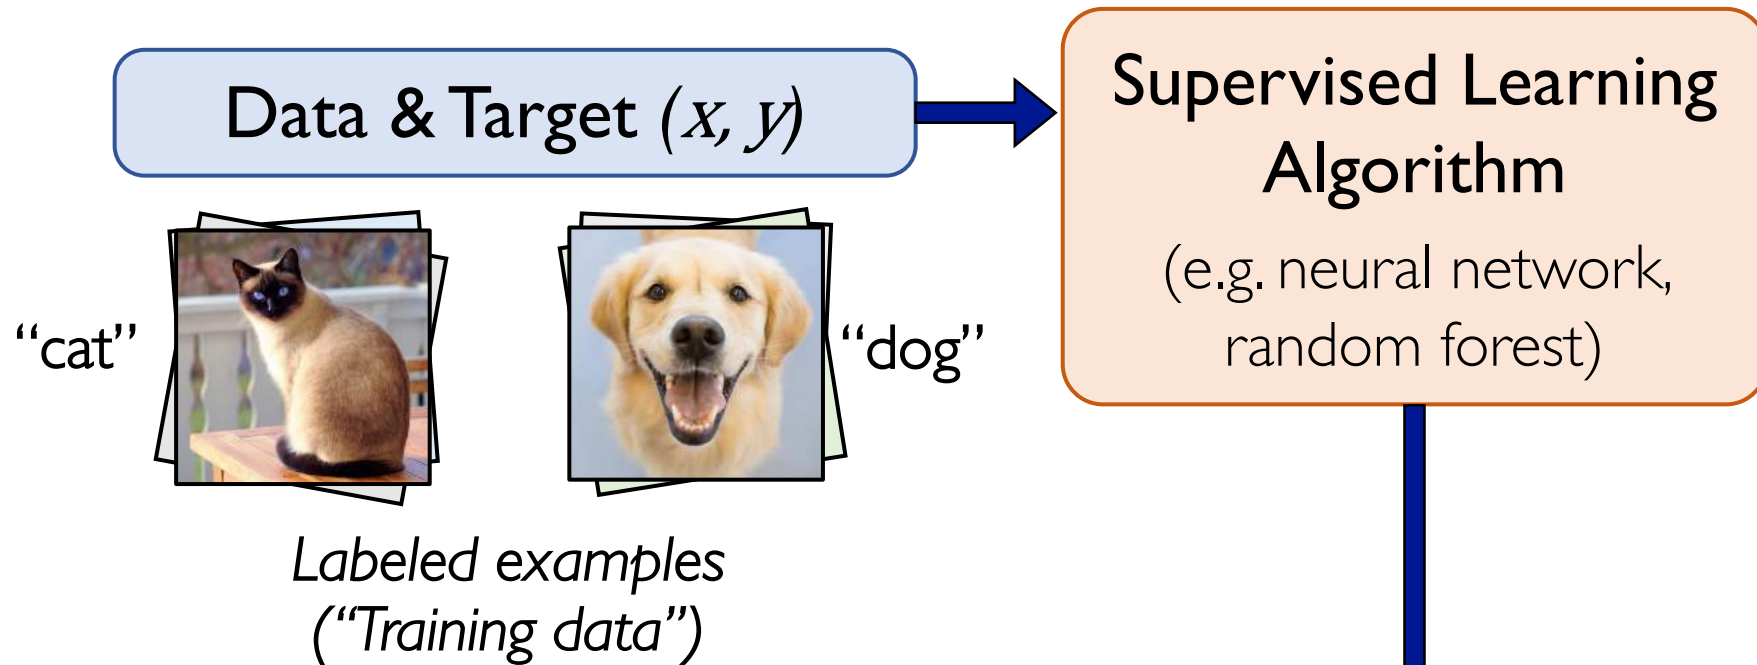 Data & Target (x, y)
Supervised Learning
Algorithm
(e.g. neural network,
random forest)
“cat”
“dog”
Labeled examples
(“Training data”)